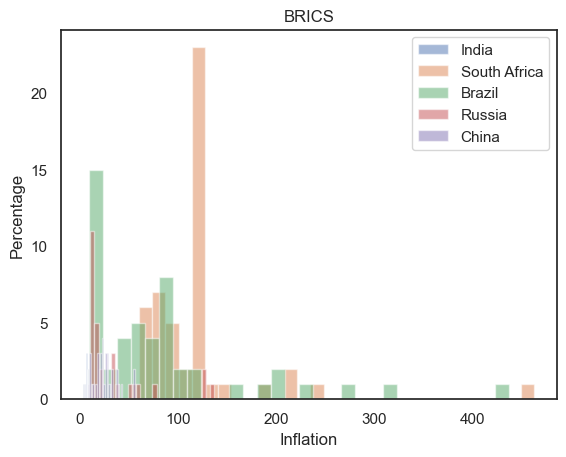 BRICS
India
South Africa
Brazil
Russia
China
Percentage
20
15
10
5
0
0 100 200 300 400
Inflation